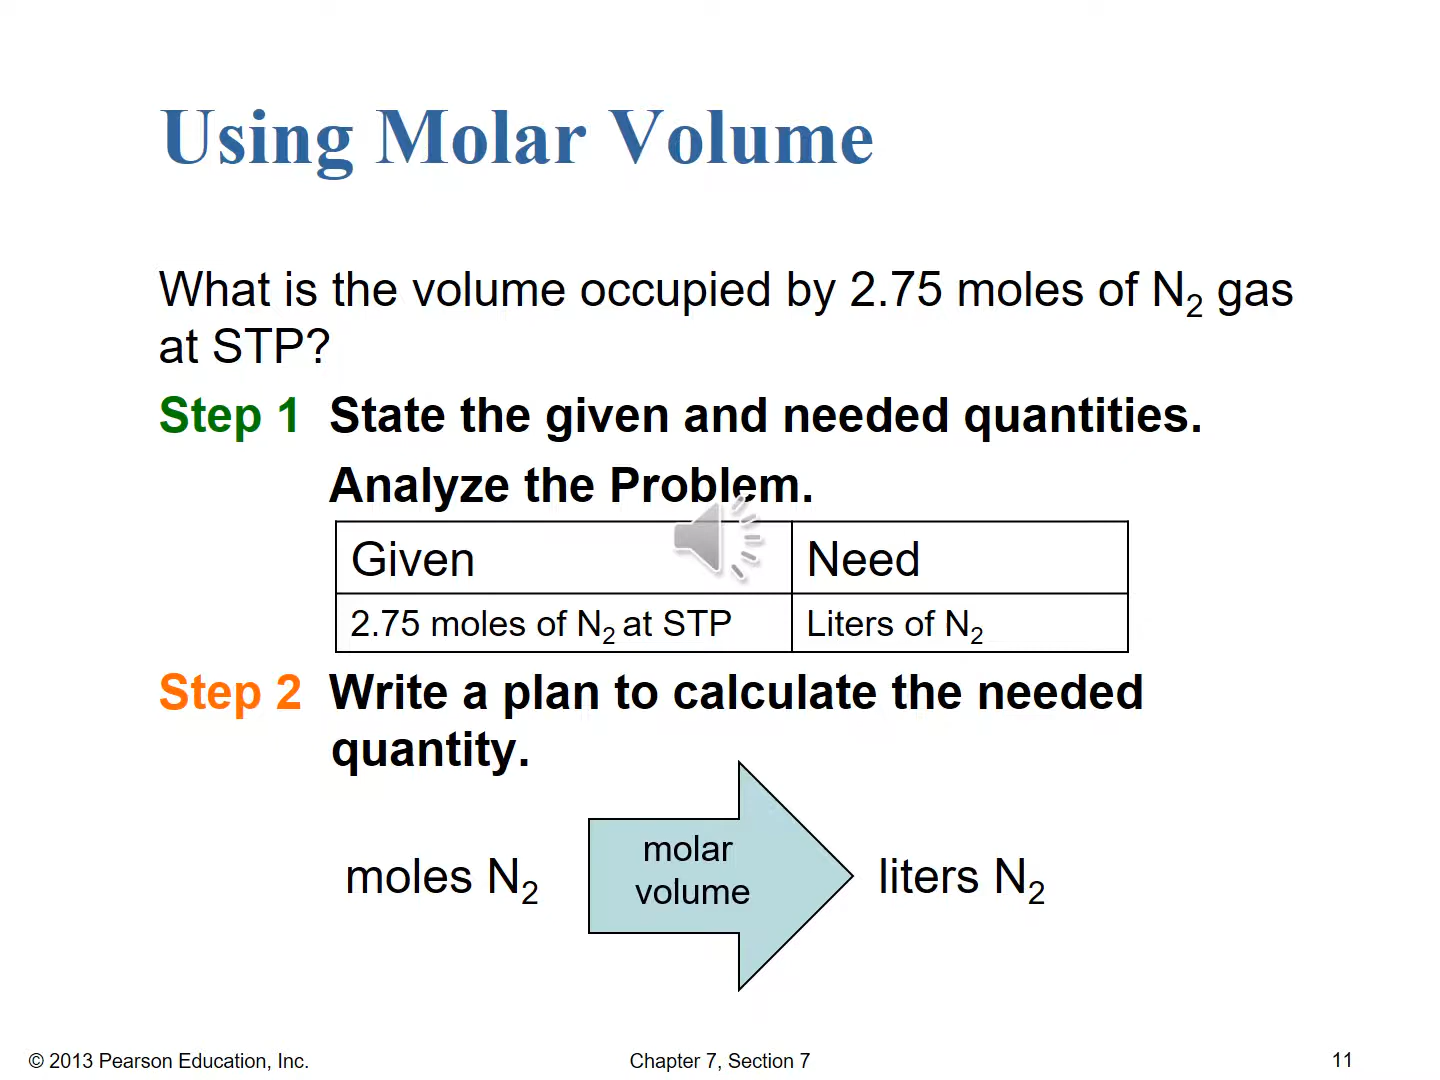 Using Molar Volume
What is the volume occupied by 2.75 moles of N₂ gas
at STP?
Step 1 State the given and needed quantities.
Analyze the Problem.
Given Need
2.75 moles of N₂ at STP Liters of N₂
Step 2 Write a plan to calculate the needed
quantity.
molar
moles N₂ volume liters N₂
© 2013 Pearson Education, Inc. Chapter 7, Section 7 11